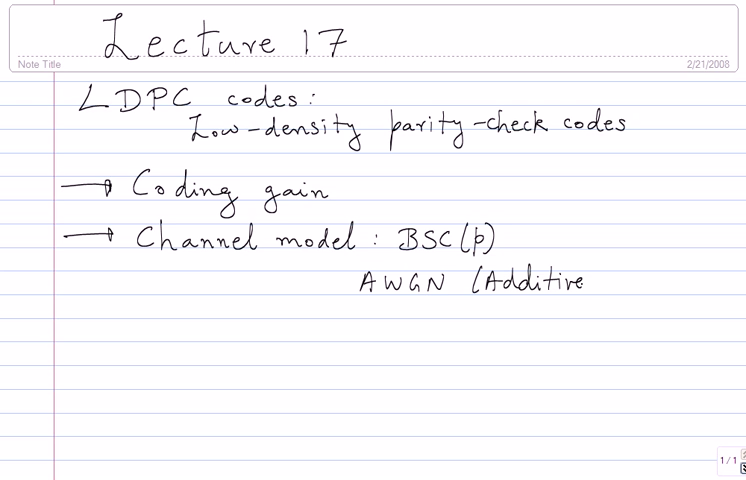 Lecture 17
Note Title
2/21/2008
LDPC codes:
Low-density parity-check codes
→ Coding gain
→ Channel model: BSC(p)
AWGN (Additive
1/1